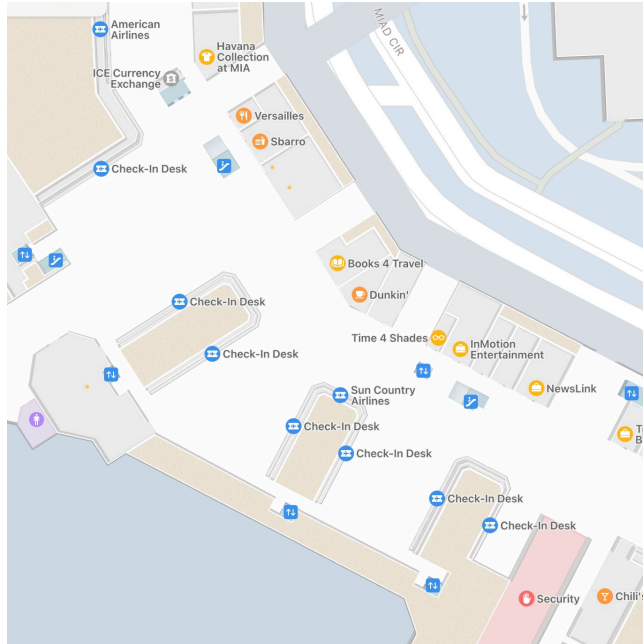 American
Airlines
MIAD CIR
Havana
Collection
at MIA
ICE Currency
Exchange
Versailles
Sbarro
Check-In Desk
Books 4 Travel
Dunkin'
Check-In Desk
Check-In Desk
Time 4 Shades
InMotion
Entertainment
NewsLink
Sun Country
Airlines
Check-In Desk
Check-In Desk
Check-In Desk
Check-In Desk
Security
Chili's